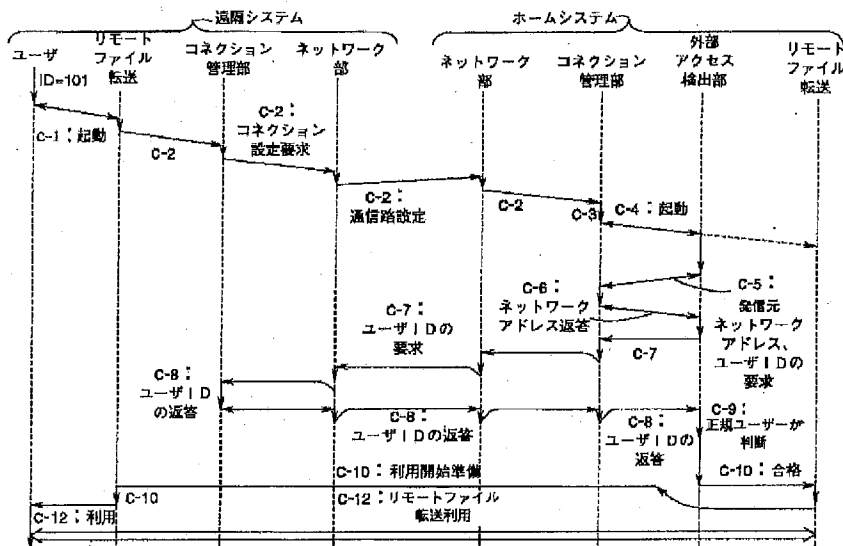 遠隔システム
ホームシステム
ユーザ
リモート
ファイル
転送
コネクション
管理部
ネットワーク
部
ネットワーク
部
コネクション
管理部
外部
アクセス
検出部
リモート
ファイル
転送
ID=101
C-1:起動
C-2
C-2:
コネクション
設定要求
C-2:
通信路設定
C-2
C-3
C-4:起動
C-5:
発信元
ネットワーク
アドレス、
ユーザIDの
要求
C-6:
ネットワーク
アドレス返答
C-7:
ユーザIDの
要求
C-7
C-8:
ユーザID
の返答
C-8:
ユーザIDの返答
C-8:
ユーザIDの
返答
C-9:
正規ユーザーが
判断
C-10:利用開始準備
C-10:合格
C-10
C-12:リモートファイル
転送利用
C-12:利用